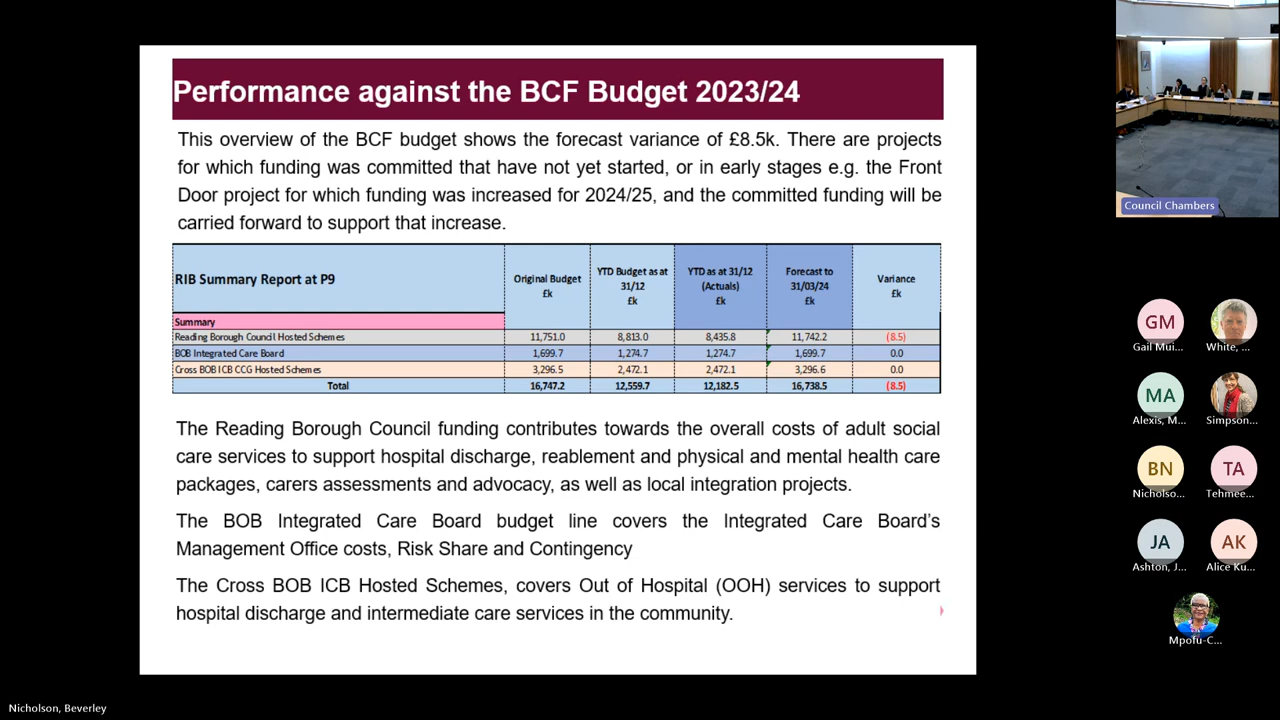 Performance against the BCF Budget 2023/24
This overview of the BCF budget shows the forecast variance of £8.5k. There are projects
for which funding was committed that have not yet started, or in early stages e.g. the Front
Door project for which funding was increased for 2024/25, and the committed funding will be
carried forward to support that increase.
RIB Summary Report at P9 Original Budget £k YTD Budget as at 31/12 £k YTD as at 31/12 (Actuals) £k Forecast to 31/03/24 £k Variance £k
Summary
Reading Borough Council Hosted Schemes 11,751.0 8,813.0 8,435.8 11,742.2 (8.5)
BOB Integrated Care Board 1,699.7 1,274.7 1,274.7 1,699.7 0.0
Cross BOB ICB CCG Hosted Schemes 3,296.5 2,472.1 2,472.1 3,296.6 0.0
Total 16,747.2 12,559.7 12,182.5 16,738.5 (8.5)
The Reading Borough Council funding contributes towards the overall costs of adult social
care services to support hospital discharge, reablement and physical and mental health care
packages, carers assessments and advocacy, as well as local integration projects.
The BOB Integrated Care Board budget line covers the Integrated Care Board's
Management Office costs, Risk Share and Contingency
The Cross BOB ICB Hosted Schemes, covers Out of Hospital (OOH) services to support
hospital discharge and intermediate care services in the community.
Council Chambers
GM
Gail Mui...
White, ...
MA
Alexis, M...
Simpson...
BN
Nicholso...
TA
Tehmee...
JA
Ashton, J...
AK
Alice Ku...
Mpofu-C...
Nicholson, Beverley